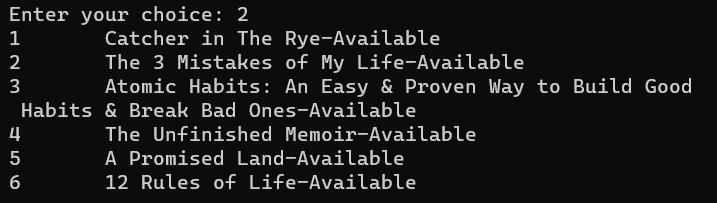 Enter your choice: 2
1 Catcher in The Rye-Available
2 The 3 Mistakes of My Life-Available
3 Atomic Habits: An Easy & Proven Way to Build Good
Habits & Break Bad Ones-Available
4 The Unfinished Memoir-Available
5 A Promised Land-Available
6 12 Rules of Life-Available